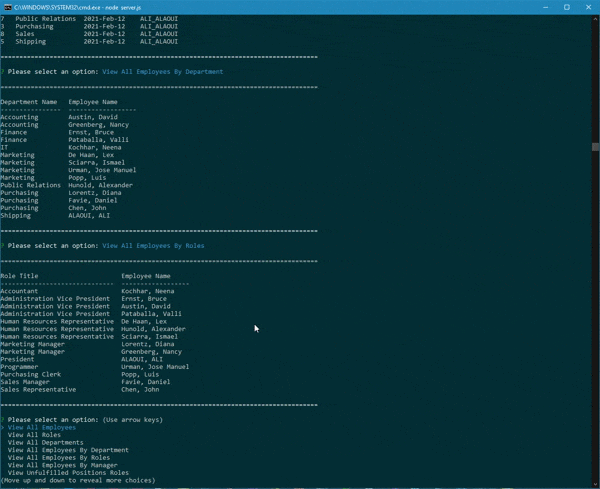 C:\WINDOWS\SYSTEM32\cmd.exe - node server.js
7 Public Relations 2021-Feb-12 ALI_ALAOUI
3 Purchasing 2021-Feb-12 ALI_ALAOUI
8 Sales 2021-Feb-12 ALI_ALAOUI
5 Shipping 2021-Feb-12 ALI_ALAOUI
=====================================================================================
? Please select an option: View All Employees By Department
=====================================================================================
Department Name Employee Name
---------------- ------------------
Accounting Austin, David
Accounting Greenberg, Nancy
Finance Ernst, Bruce
Finance Pataballa, Valli
IT Kochhar, Neena
Marketing De Haan, Lex
Marketing Sciarra, Ismael
Marketing Urman, Jose Manuel
Marketing Popp, Luis
Public Relations Hunold, Alexander
Purchasing Lorentz, Diana
Purchasing Favie, Daniel
Purchasing Chen, John
Shipping ALAOUI, ALI
=====================================================================================
? Please select an option: View All Employees By Roles
=====================================================================================
Role Title Employee Name
------------------------------ ------------------
Accountant Kochhar, Neena
Administration Vice President Ernst, Bruce
Administration Vice President Austin, David
Administration Vice President Pataballa, Valli
Human Resources Representative De Haan, Lex
Human Resources Representative Hunold, Alexander
Human Resources Representative Sciarra, Ismael
Marketing Manager Lorentz, Diana
Marketing Manager Greenberg, Nancy
President ALAOUI, ALI
Programmer Urman, Jose Manuel
Purchasing Clerk Popp, Luis
Sales Manager Favie, Daniel
Sales Representative Chen, John
=====================================================================================
? Please select an option: (Use arrow keys)
> View All Employees
View All Roles
View All Departments
View All Employees By Department
View All Employees By Roles
View All Employees By Manager
View Unfulfilled Positions Roles
(Move up and down to reveal more choices)